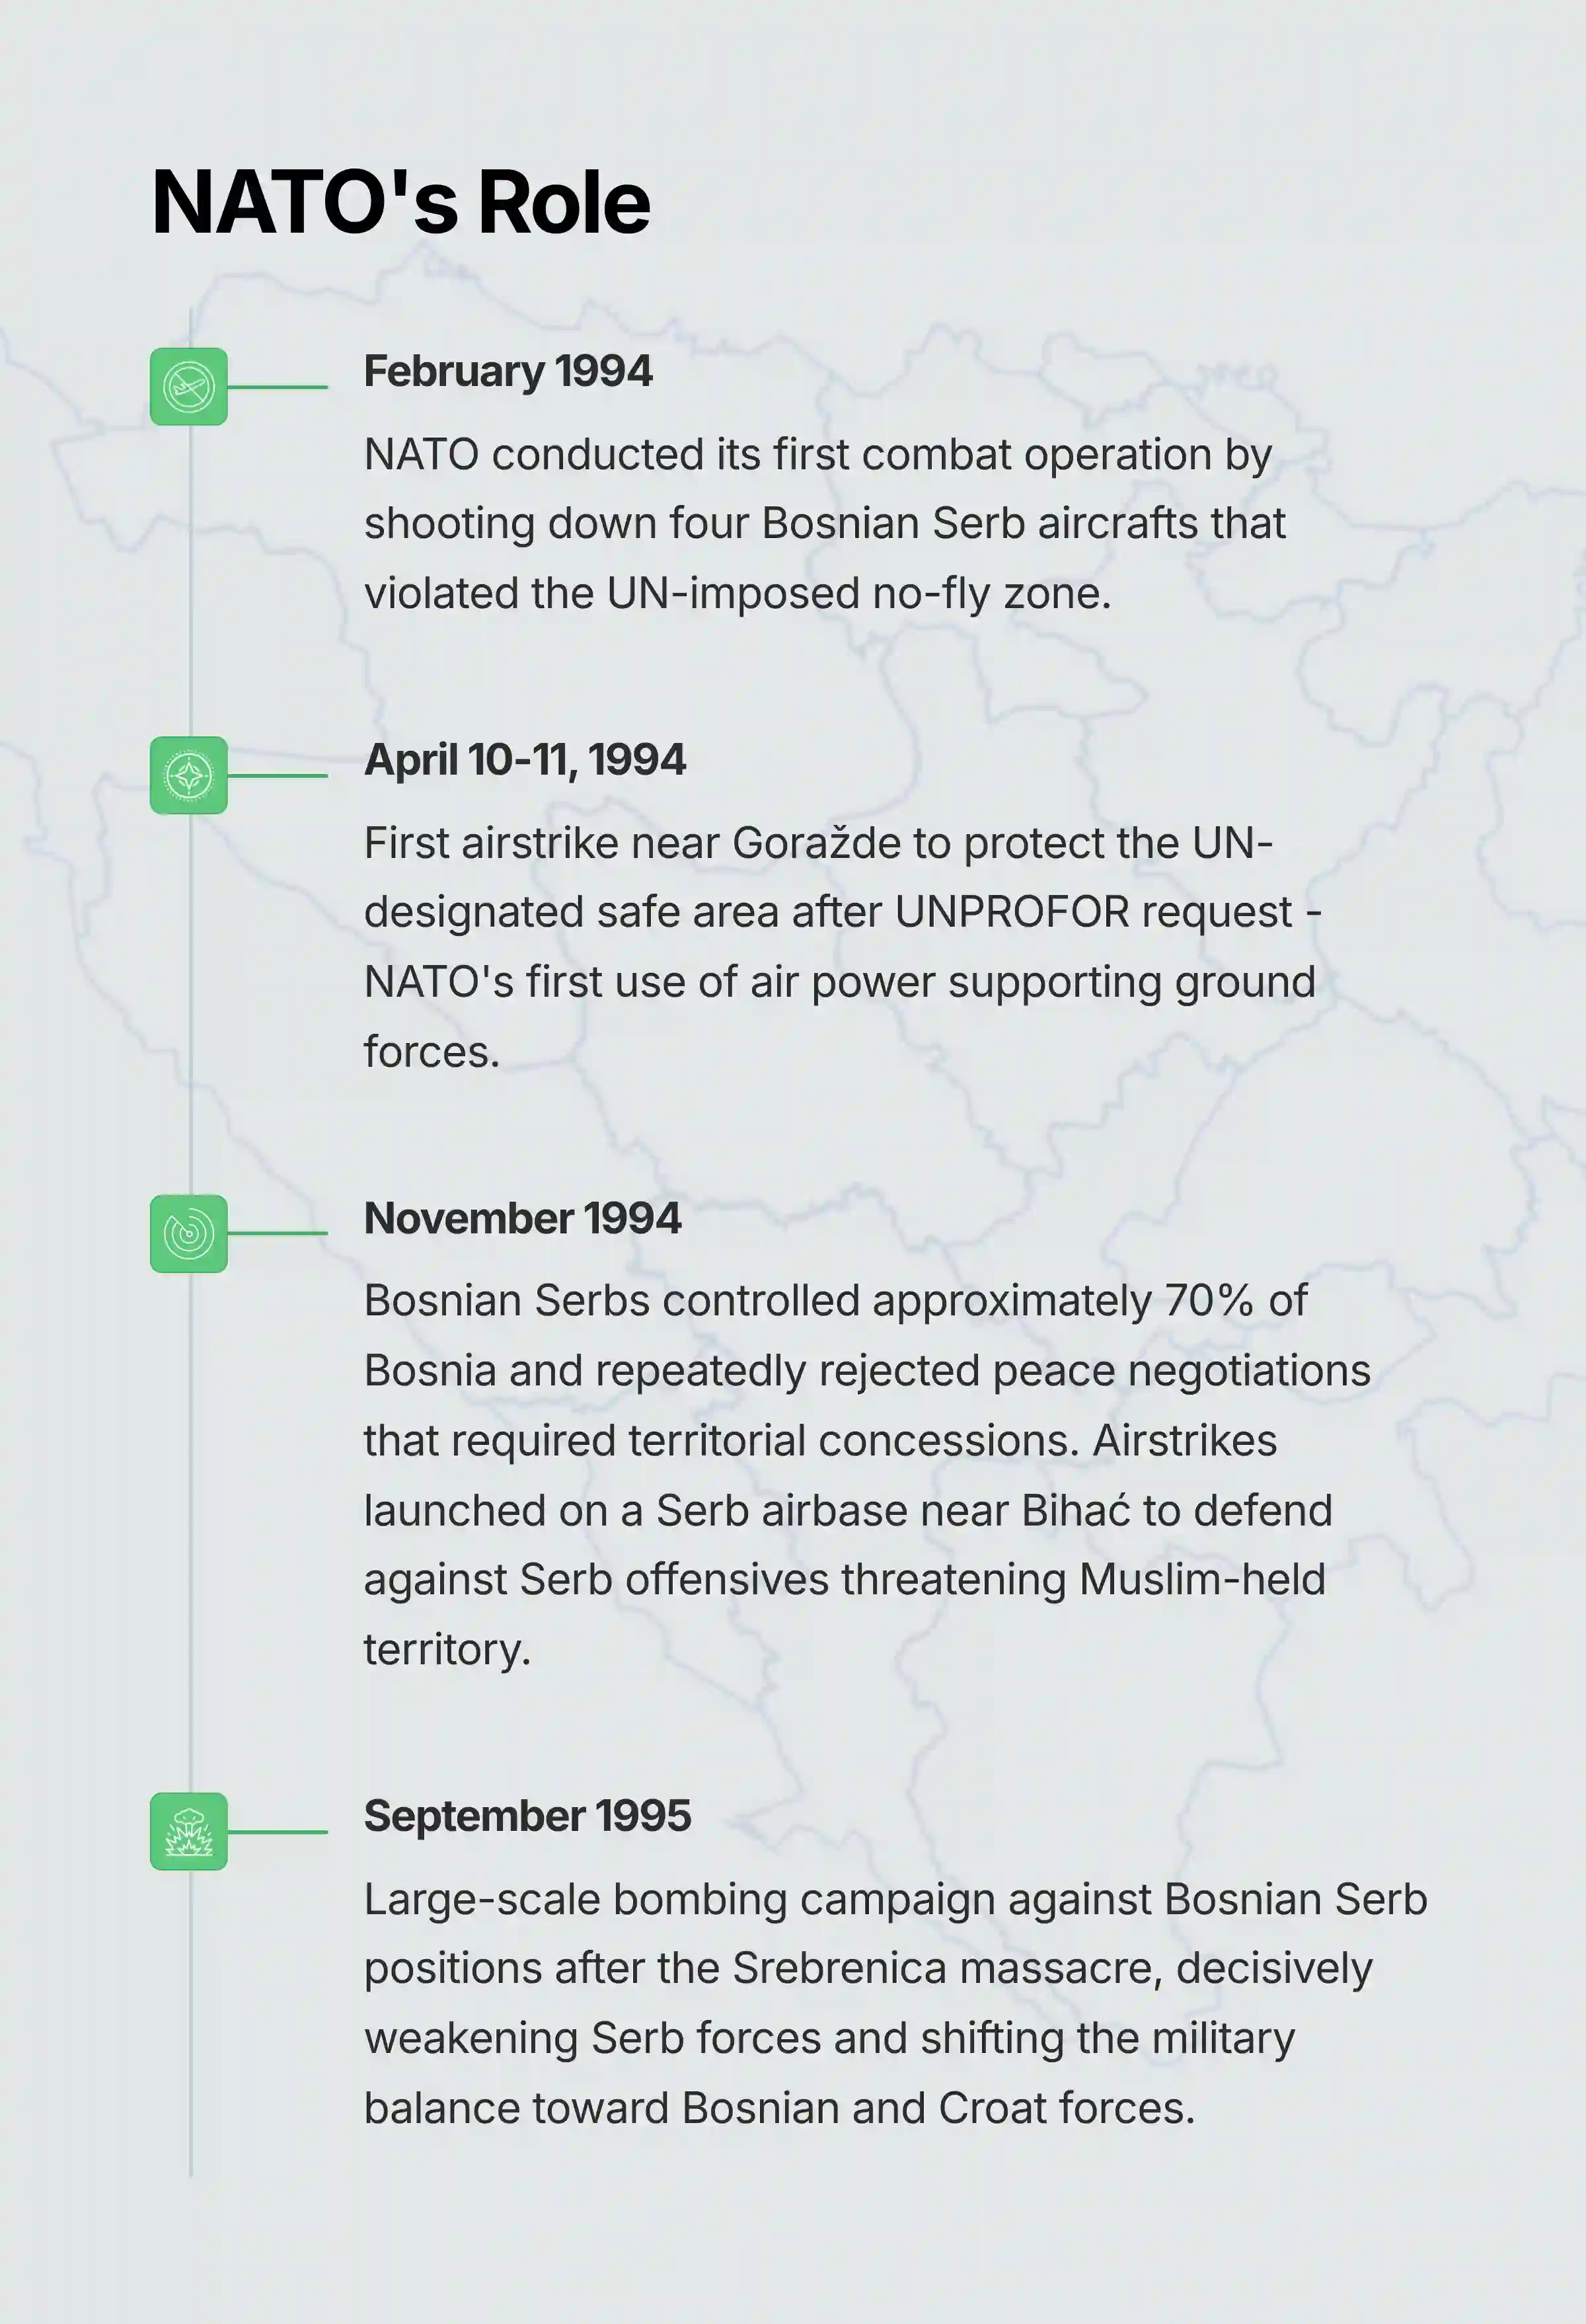 NATO's Role
February 1994
NATO conducted its first combat operation by
shooting down four Bosnian Serb aircrafts that
violated the UN-imposed no-fly zone.
April 10-11, 1994
First airstrike near Goražde to protect the UN-
designated safe area after UNPROFOR request -
NATO's first use of air power supporting ground
forces.
November 1994
Bosnian Serbs controlled approximately 70% of
Bosnia and repeatedly rejected peace negotiations
that required territorial concessions. Airstrikes
launched on a Serb airbase near Bihać to defend
against Serb offensives threatening Muslim-held
territory.
September 1995
Large-scale bombing campaign against Bosnian Serb
positions after the Srebrenica massacre, decisively
weakening Serb forces and shifting the military
balance toward Bosnian and Croat forces.